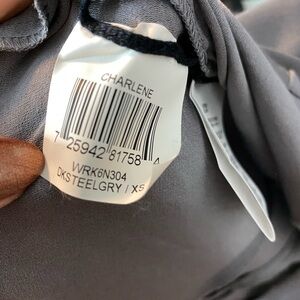 CHARLENE
7 25942 81758 4
WRK6N304
DKSTEELGRY / XS